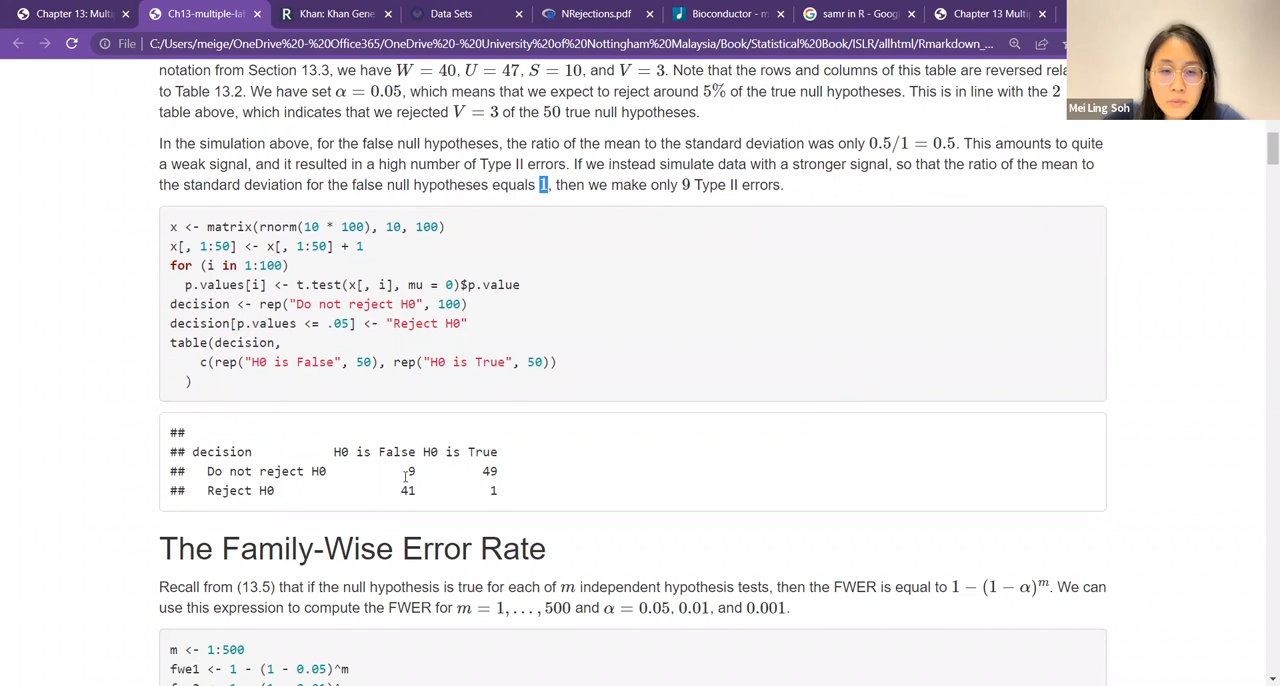 Chapter 13: Multi
Ch13-multiple-la
Khan: Khan Gene
Data Sets
NRejections.pdf
Bioconductor - m
samr in R - Goog
Chapter 13 Multi
File
C:/Users/meige/OneDrive%20-%20Office365/OneDrive%20-%20University%20of%20Nottingham%20Malaysia/Book/Statistical%20Book/ISLR/allhtml/Rmarkdown_...
Mei Ling Soh
notation from Section 13.3, we have W = 40, U = 47, S = 10, and V = 3. Note that the rows and columns of this table are reversed rela
to Table 13.2. We have set α = 0.05, which means that we expect to reject around 5% of the true null hypotheses. This is in line with the 2
table above, which indicates that we rejected V = 3 of the 50 true null hypotheses.
In the simulation above, for the false null hypotheses, the ratio of the mean to the standard deviation was only 0.5/1 = 0.5. This amounts to quite
a weak signal, and it resulted in a high number of Type II errors. If we instead simulate data with a stronger signal, so that the ratio of the mean to
the standard deviation for the false null hypotheses equals 1, then we make only 9 Type II errors.
x <- matrix(rnorm(10 * 100), 10, 100)
x[, 1:50] <- x[, 1:50] + 1
for (i in 1:100)
p.values[i] <- t.test(x[, i], mu = 0)$p.value
decision <- rep("Do not reject H0", 100)
decision[p.values <= .05] <- "Reject H0"
table(decision,
c(rep("H0 is False", 50), rep("H0 is True", 50))
)
##
## decision H0 is False H0 is True
## Do not reject H0 9 49
## Reject H0 41 1
The Family-Wise Error Rate
Recall from (13.5) that if the null hypothesis is true for each of m independent hypothesis tests, then the FWER is equal to 1 − (1 − α)^m. We can
use this expression to compute the FWER for m = 1, . . . , 500 and α = 0.05, 0.01, and 0.001.
m <- 1:500
fwe1 <- 1 - (1 - 0.05)^m